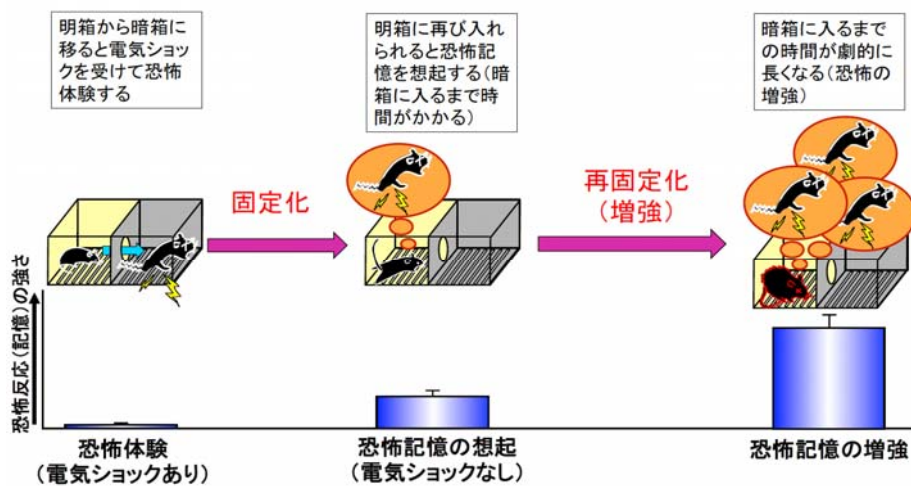 明箱から暗箱に
移ると電気ショッ
クを受けて恐怖
体験する
明箱に再び入れ
られると恐怖記
憶を想起する(暗
箱に入るまで時
間がかかる)
暗箱に入るまで
の時間が劇的に
長くなる(恐怖の
増強)
固定化
再固定化
(増強)
恐怖反応(記憶)の強さ
恐怖体験
(電気ショックあり)
恐怖記憶の想起
(電気ショックなし)
恐怖記憶の増強